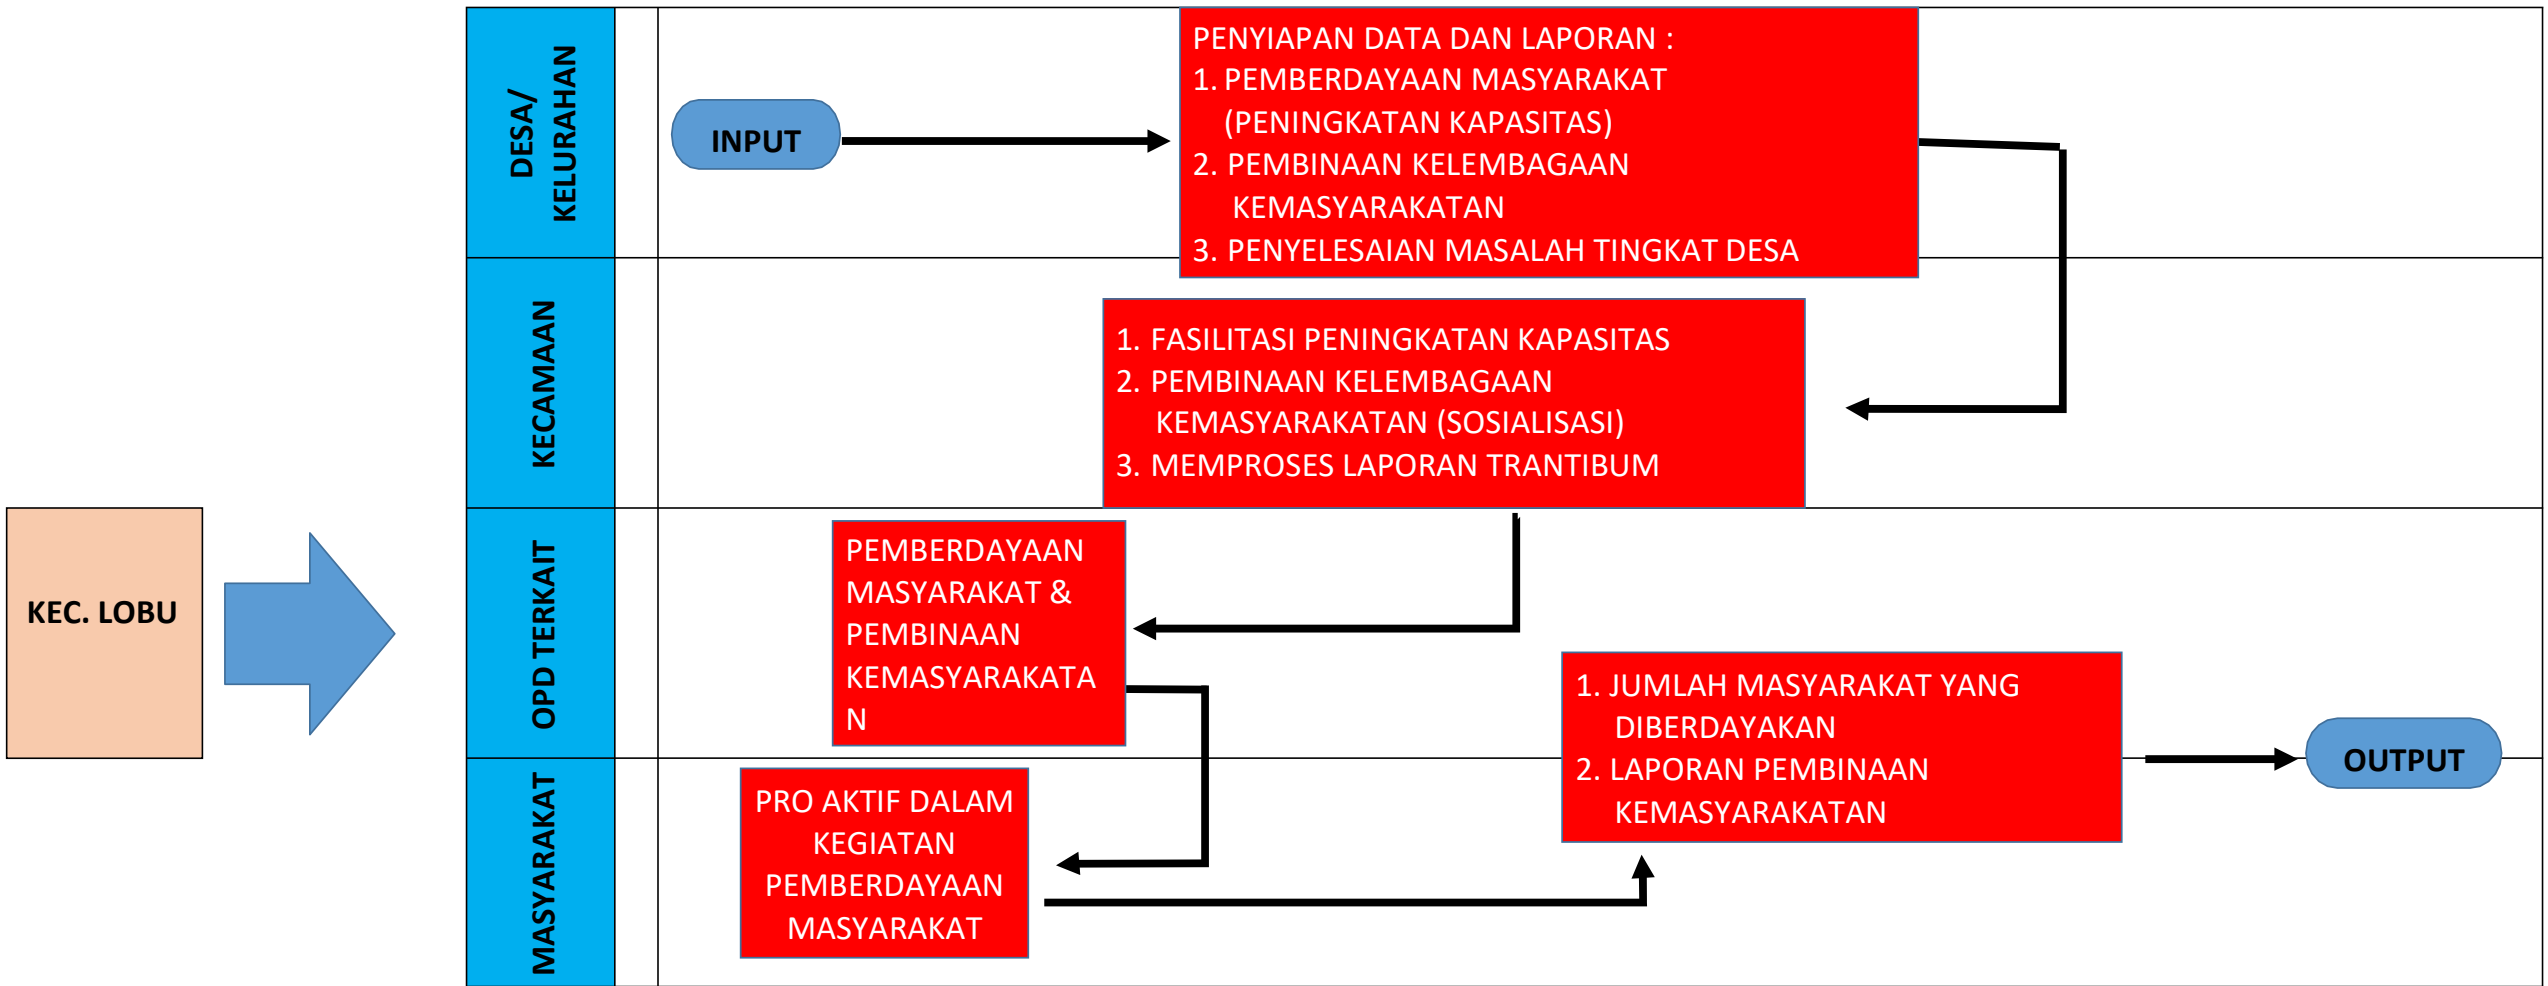 DESA/
KELURAHAN
INPUT
PENYIAPAN DATA DAN LAPORAN :
1. PEMBERDAYAAN MASYARAKAT
(PENINGKATAN KAPASITAS)
2. PEMBINAAN KELEMBAGAAN
KEMASYARAKATAN
3. PENYELESAIAN MASALAH TINGKAT DESA
KECAMAAN
1. FASILITASI PENINGKATAN KAPASITAS
2. PEMBINAAN KELEMBAGAAN
KEMASYARAKATAN (SOSIALISASI)
3. MEMPROSES LAPORAN TRANTIBUM
KEC. LOBU
OPD TERKAIT
PEMBERDAYAAN
MASYARAKAT &
PEMBINAAN
KEMASYARAKATA
N
1. JUMLAH MASYARAKAT YANG
DIBERDAYAKAN
2. LAPORAN PEMBINAAN
KEMASYARAKATAN
OUTPUT
MASYARAKAT
PRO AKTIF DALAM
KEGIATAN
PEMBERDAYAAN
MASYARAKAT